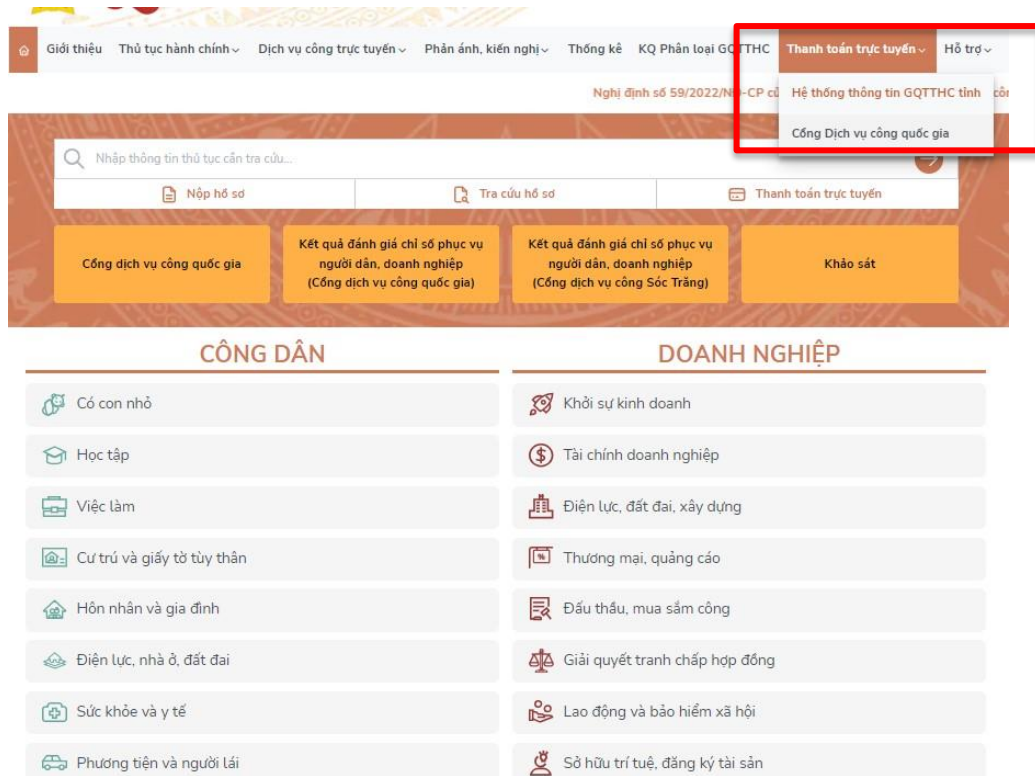 Giới thiệu Thủ tục hành chính Dịch vụ công trực tuyến Phản ánh, kiến nghị Thống kê KQ Phân loại GQTTHC Thanh toán trực tuyến Hỗ trợ
Nghị định số 59/2022/NĐ-CP
Hệ thống thông tin GQTTHC tỉnh
Cổng Dịch vụ công quốc gia
Nhập thông tin thủ tục cần tra cứu...
Nộp hồ sơ Tra cứu hồ sơ Thanh toán trực tuyến
Cổng dịch vụ công quốc gia
Kết quả đánh giá chỉ số phục vụ
người dân, doanh nghiệp
(Cổng dịch vụ công quốc gia)
Kết quả đánh giá chỉ số phục vụ
người dân, doanh nghiệp
(Cổng dịch vụ công Sóc Trăng)
Khảo sát
CÔNG DÂN
Có con nhỏ
Học tập
Việc làm
Cư trú và giấy tờ tùy thân
Hôn nhân và gia đình
Điện lực, nhà ở, đất đai
Sức khỏe và y tế
Phương tiện và người lái
DOANH NGHIỆP
Khởi sự kinh doanh
Tài chính doanh nghiệp
Điện lực, đất đai, xây dựng
Thương mại, quảng cáo
Đấu thầu, mua sắm công
Giải quyết tranh chấp hợp đồng
Lao động và bảo hiểm xã hội
Sở hữu trí tuệ, đăng ký tài sản